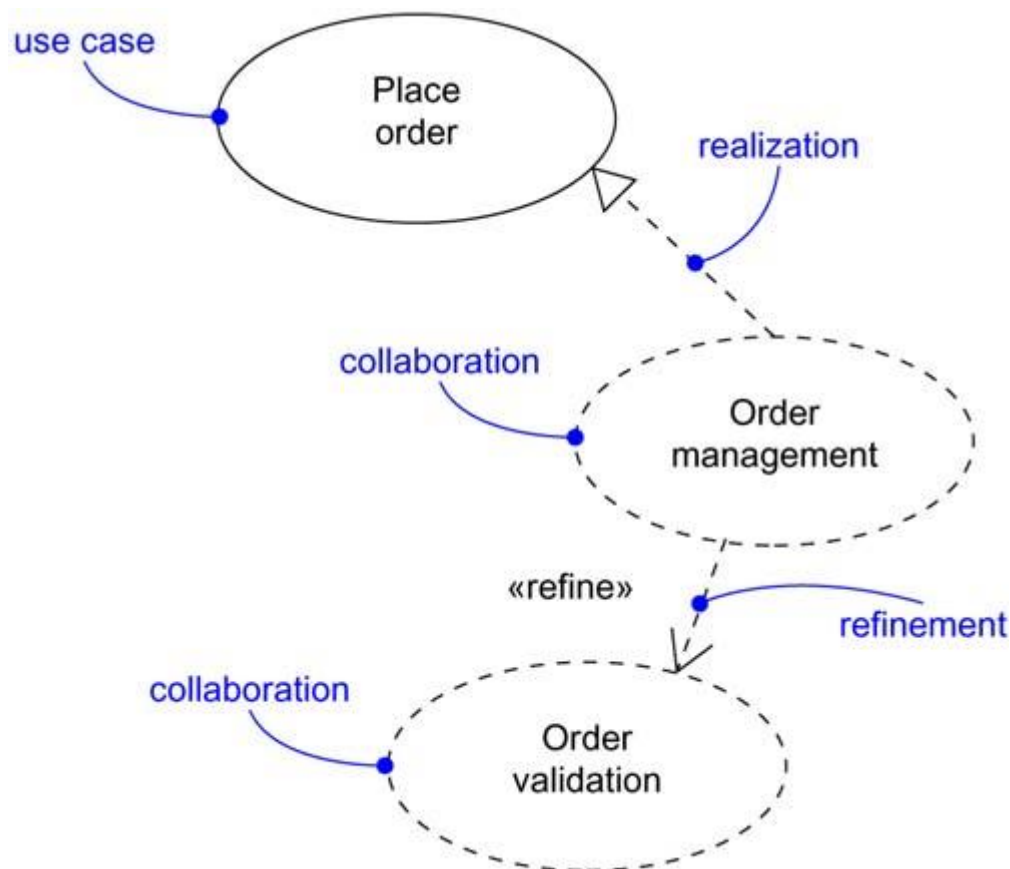 use case
Place
order
realization
collaboration
Order
management
«refine»
refinement
collaboration
Order
validation